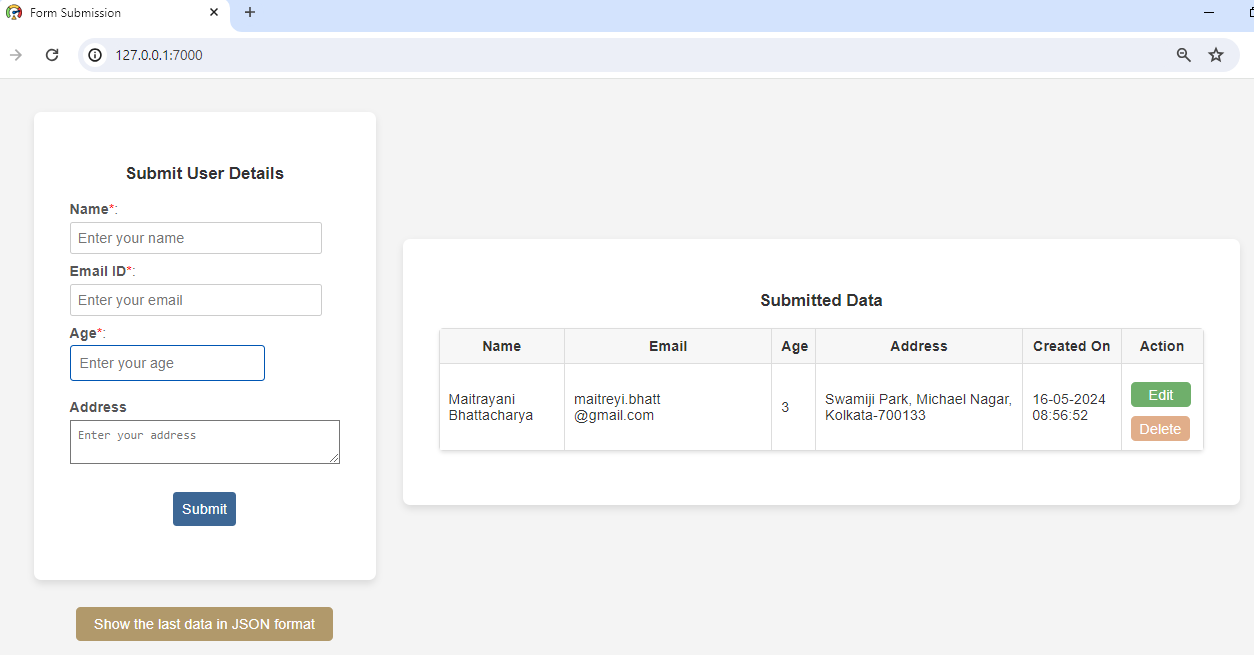 Form Submission
127.0.0.1:7000
Submit User Details
Name*:
Enter your name
Email ID*:
Enter your email
Age*:
Enter your age
Address
Enter your address
Submit
Show the last data in JSON format
Submitted Data
Name Email Age Address Created On Action
Maitrayani maitreyi.bhatt 3 Swamiji Park, Michael Nagar, 16-05-2024 Edit
Bhattacharya @gmail.com Kolkata-700133 08:56:52 Delete